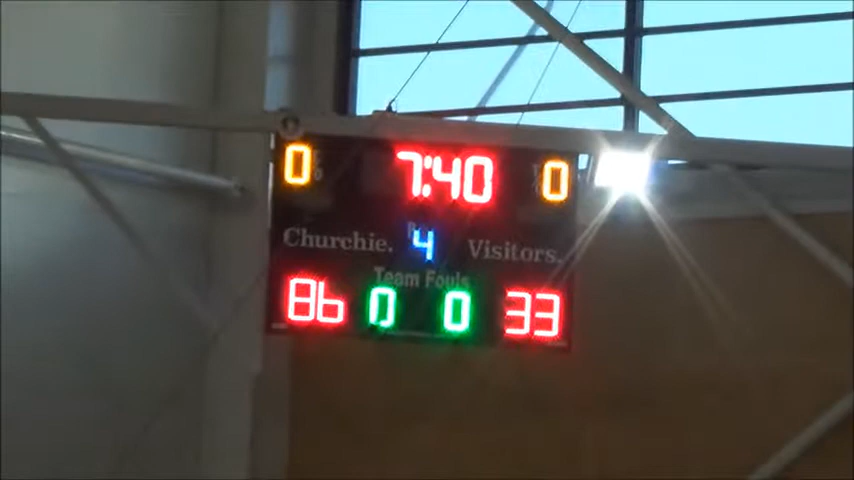 0 7:40 0
Churchie. 4 Visitors.
Team Fouls
86 0 0 33